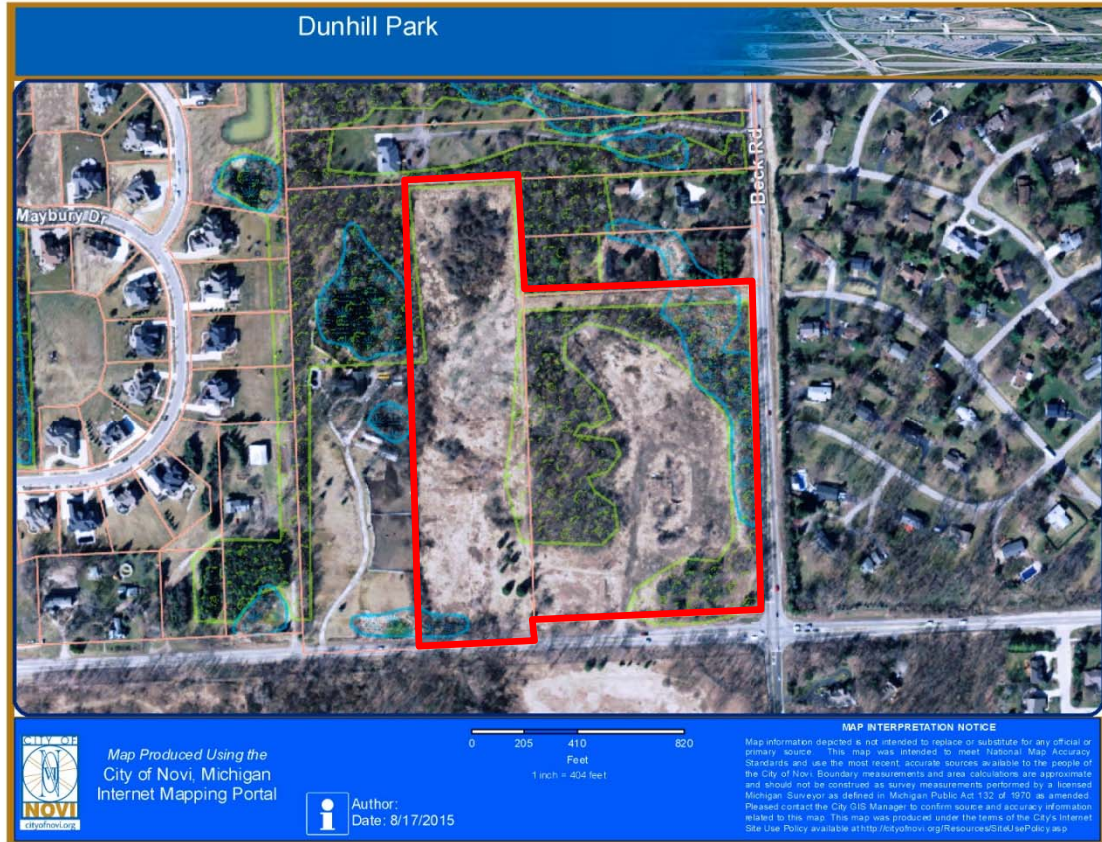 Dunhill Park
Maybury Dr
Beck Rd
CITY OF
NOVI
cityofnovi.org
Map Produced Using the
City of Novi, Michigan
Internet Mapping Portal
Author:
Date: 8/17/2015
0 205 410 820
Feet
1 inch = 404 feet
MAP INTERPRETATION NOTICE
Map information depicted is not intended to replace or substitute for any official or
primary source. This map was intended to meet National Map Accuracy
Standards and use the most recent, accurate sources available to the people of
the City of Novi. Boundary measurements and area calculations are approximate
and should not be construed as survey measurements performed by a licensed
Michigan Surveyor as defined in Michigan Public Act 132 of 1970 as amended.
Pleased contact the City GIS Manager to confirm source and accuracy information
related to this map. This map was produced under the terms of the City's Internet
Site Use Policy available at http://cityofnovi.org/Resources/SiteUsePolicy.asp